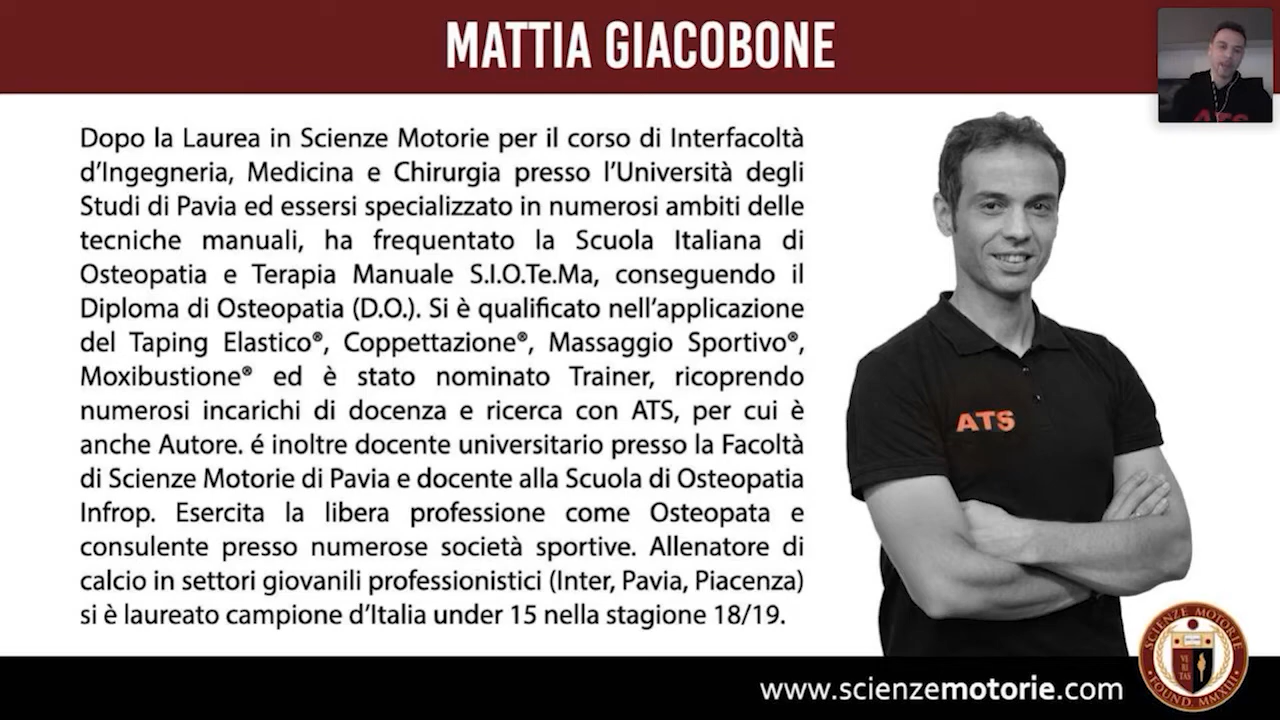 MATTIA GIACOBONE
Dopo la Laurea in Scienze Motorie per il corso di Interfacoltà
d’Ingegneria, Medicina e Chirurgia presso l’Università degli
Studi di Pavia ed essersi specializzato in numerosi ambiti delle
tecniche manuali, ha frequentato la Scuola Italiana di
Osteopatia e Terapia Manuale S.I.O.Te.Ma, conseguendo il
Diploma di Osteopatia (D.O.). Si è qualificato nell’applicazione
del Taping Elastico®, Coppettazione®, Massaggio Sportivo®,
Moxibustione® ed è stato nominato Trainer, ricoprendo
numerosi incarichi di docenza e ricerca con ATS, per cui è
anche Autore. é inoltre docente universitario presso la Facoltà
di Scienze Motorie di Pavia e docente alla Scuola di Osteopatia
Infrop. Esercita la libera professione come Osteopata e
consulente presso numerose società sportive. Allenatore di
calcio in settori giovanili professionistici (Inter, Pavia, Piacenza)
si è laureato campione d’Italia under 15 nella stagione 18/19.
ATS
ATS
www.scienzemotorie.com
SCIENZE MOTORIE
VE
RI
TAS
FOUND. MMXIII